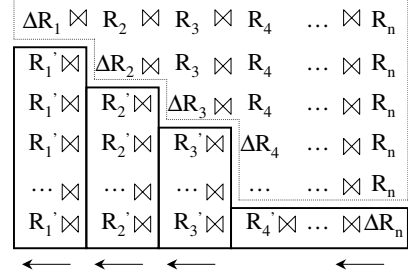 ΔR₁ ⋈ R₂ ⋈ R₃ ⋈ R₄ … ⋈ Rₙ
R₁' ⋈ ΔR₂ ⋈ R₃ ⋈ R₄ … ⋈ Rₙ
R₁' ⋈ R₂' ⋈ ΔR₃ ⋈ R₄ … ⋈ Rₙ
R₁' ⋈ R₂' ⋈ R₃' ⋈ ΔR₄ … ⋈ Rₙ
… ⋈ … ⋈ … ⋈ … … ⋈ Rₙ
R₁' ⋈ R₂' ⋈ R₃' ⋈ R₄' ⋈ … ⋈ ΔRₙ